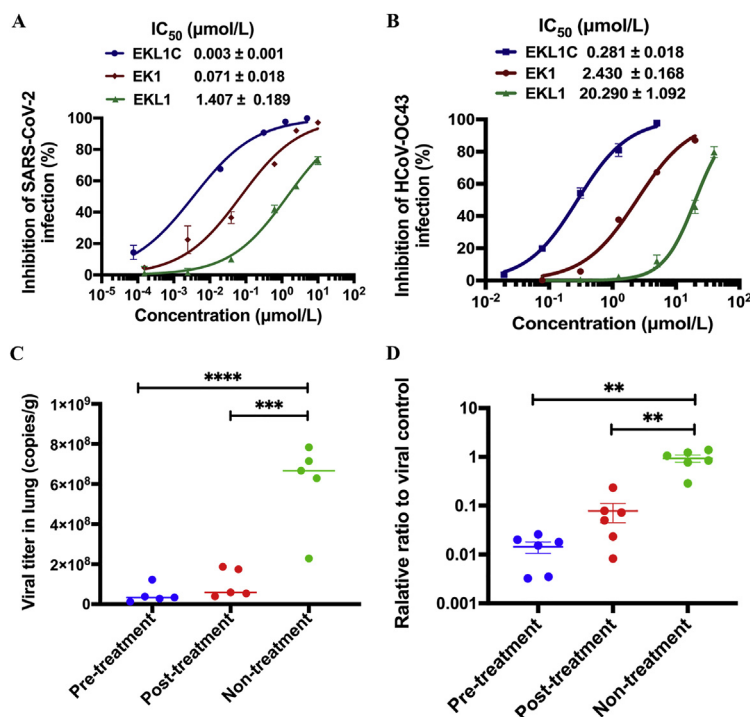 A
IC50 (μmol/L)
EKL1C 0.003 ± 0.001
EK1 0.071 ± 0.018
EKL1 1.407 ± 0.189
Inhibition of SARS-CoV-2
infection (%)
100
80
60
40
20
0
10-5 10-4 10-3 10-2 10-1 100 101 102
Concentration (μmol/L)
B
IC50 (μmol/L)
EKL1C 0.281 ± 0.018
EK1 2.430 ± 0.168
EKL1 20.290 ± 1.092
Inhibition of HCoV-OC43
infection (%)
100
80
60
40
20
0
10-2 10-1 100 101 102
Concentration (μmol/L)
C
Viral titer in lung (copies/g)
1×109
8×108
6×108
4×108
2×108
0
****
***
Pre-treatment
Post-treatment
Non-treatment
D
Ralative ratio to viral control
10
1
0.1
0.01
0.001
**
**
Pre-treatment
Post-treatment
Non-treatment